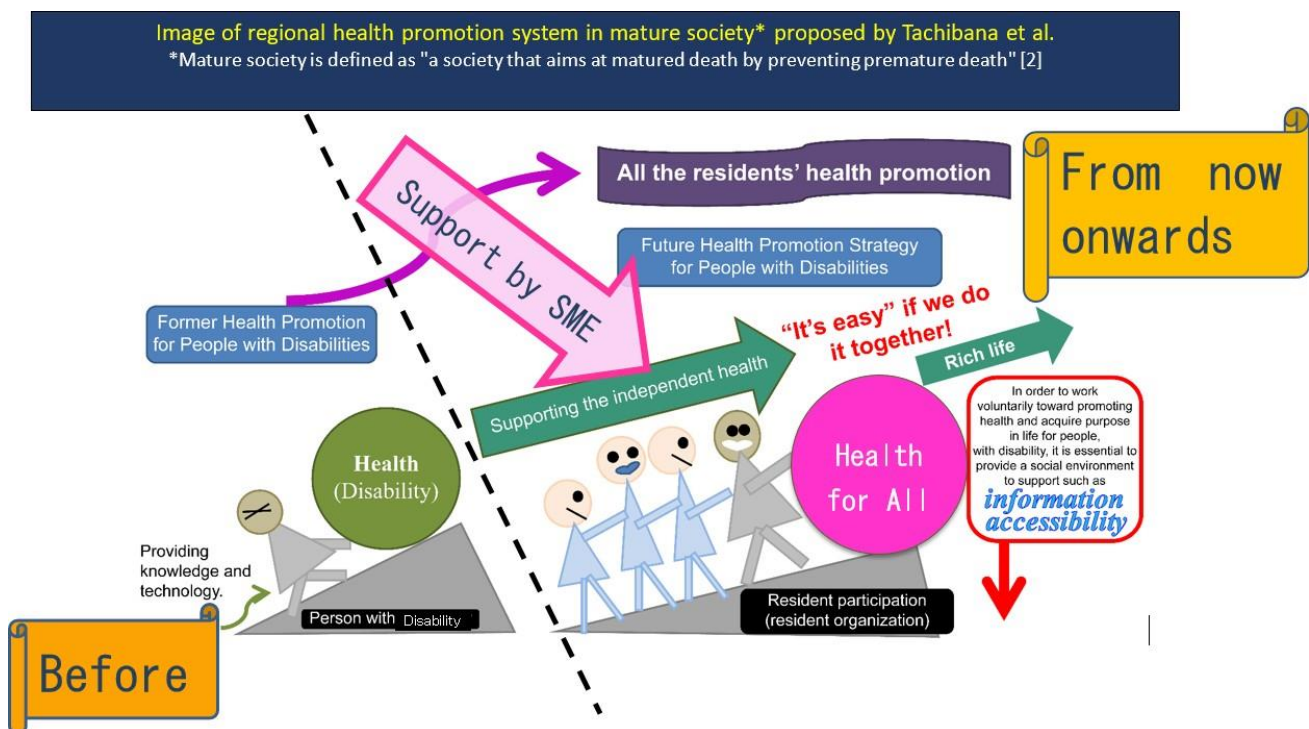 Image of regional health promotion system in mature society* proposed by Tachibana et al.
*Mature society is defined as "a society that aims at matured death by preventing premature death" [2]
All the residents' health promotion
From now
onwards
Support by SME
Future Health Promotion Strategy
for People with Disabilities
Former Health Promotion
for People with Disabilities
"It's easy" if we do
it together!
Rich life
Supporting the independent health
In order to work
voluntarily toward promoting
health and acquire purpose
in life for people,
with disability, it is essential to
provide a social environment
to support such as
information
accessibility
Health
(Disability)
Health
for All
Providing
knowledge and
technology.
Person with Disability
Resident participation
(resident organization)
Before